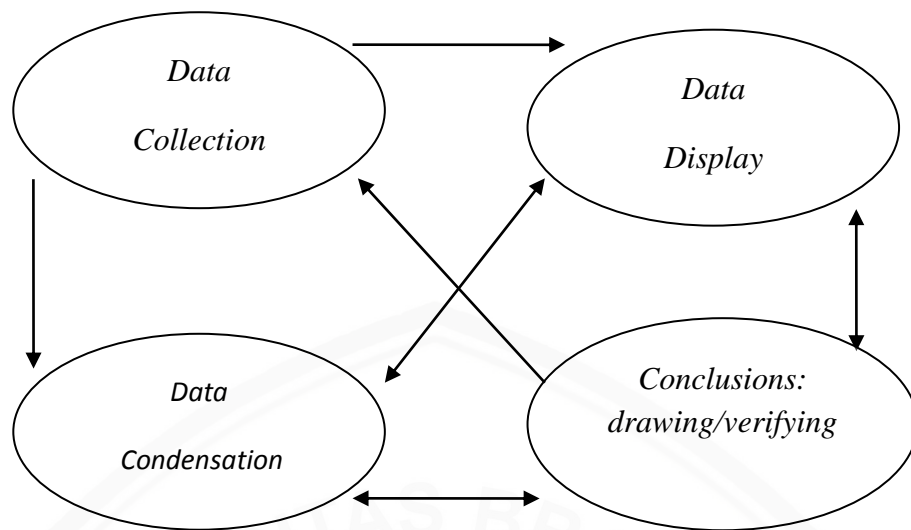 Data
Collection
Data
Display
Data
Condensation
Conclusions:
drawing/verifying